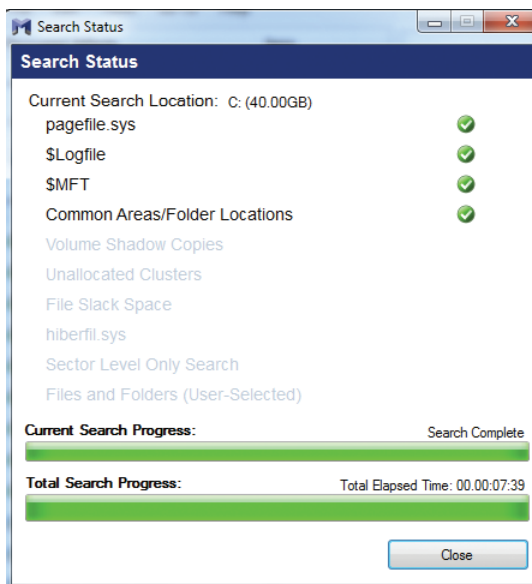 Search Status
Search Status
Current Search Location: C: (40.00GB)
pagefile.sys
$Logfile
$MFT
Common Areas/Folder Locations
Volume Shadow Copies
Unallocated Clusters
File Slack Space
hiberfil.sys
Sector Level Only Search
Files and Folders (User-Selected)
Current Search Progress: Search Complete
Total Search Progress: Total Elapsed Time: 00.00:07:39
Close